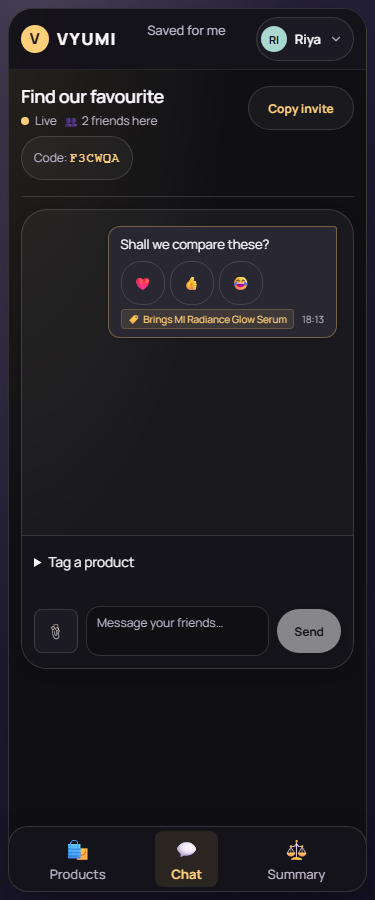 V VYUMI
Saved for me
RI Riya
Find our favourite
Live 2 friends here
Copy invite
Code: F3CWQA
Shall we compare these?
Brings MI Radiance Glow Serum 18:13
Tag a product
Message your friends…
Send
Products Chat Summary